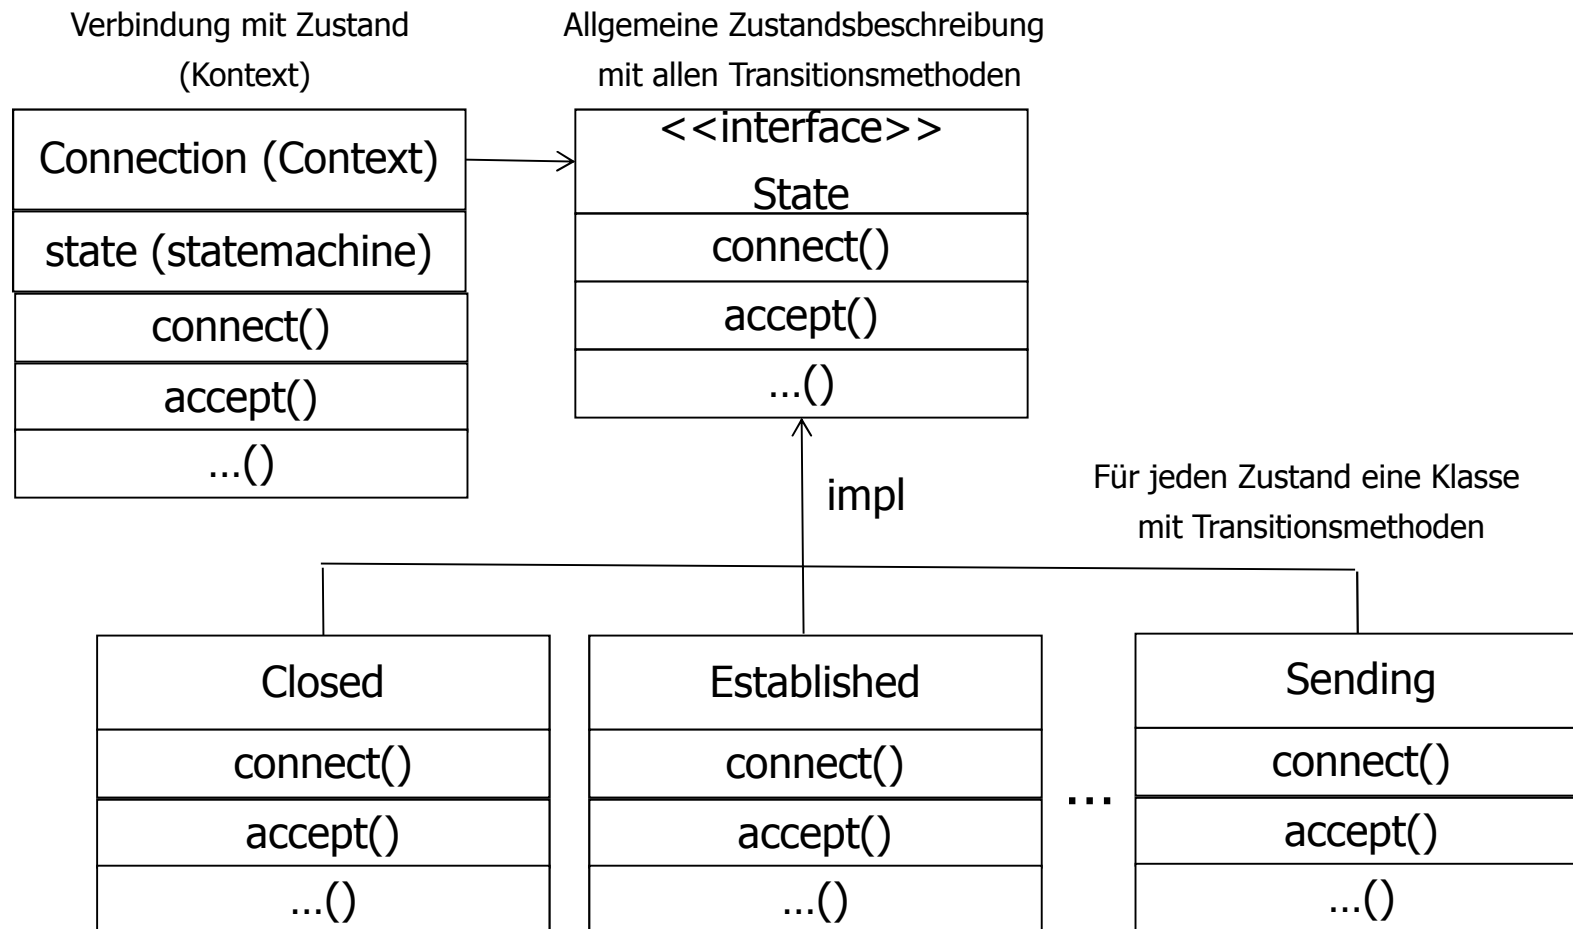 Verbindung mit Zustand
(Kontext)
Allgemeine Zustandsbeschreibung
mit allen Transitionsmethoden
Connection (Context)
state (statemachine)
connect()
accept()
...()
<<interface>>
State
connect()
accept()
...()
impl
Für jeden Zustand eine Klasse
mit Transitionsmethoden
Closed
connect()
accept()
...()
Established
connect()
accept()
...()
...
Sending
connect()
accept()
...()